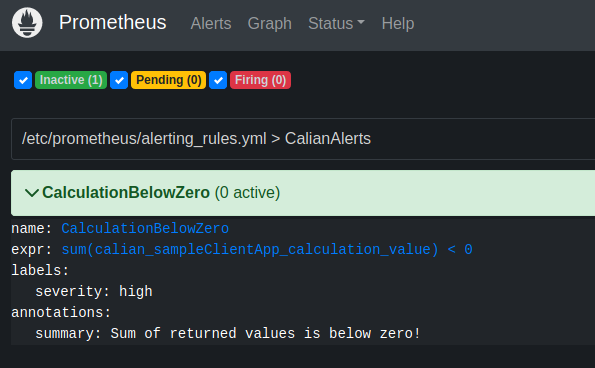 Prometheus Alerts Graph Status Help
Inactive (1) Pending (0) Firing (0)
/etc/prometheus/alerting_rules.yml > CalianAlerts
CalculationBelowZero (0 active)
name: CalculationBelowZero
expr: sum(calian_sampleClientApp_calculation_value) < 0
labels:
severity: high
annotations:
summary: Sum of returned values is below zero!